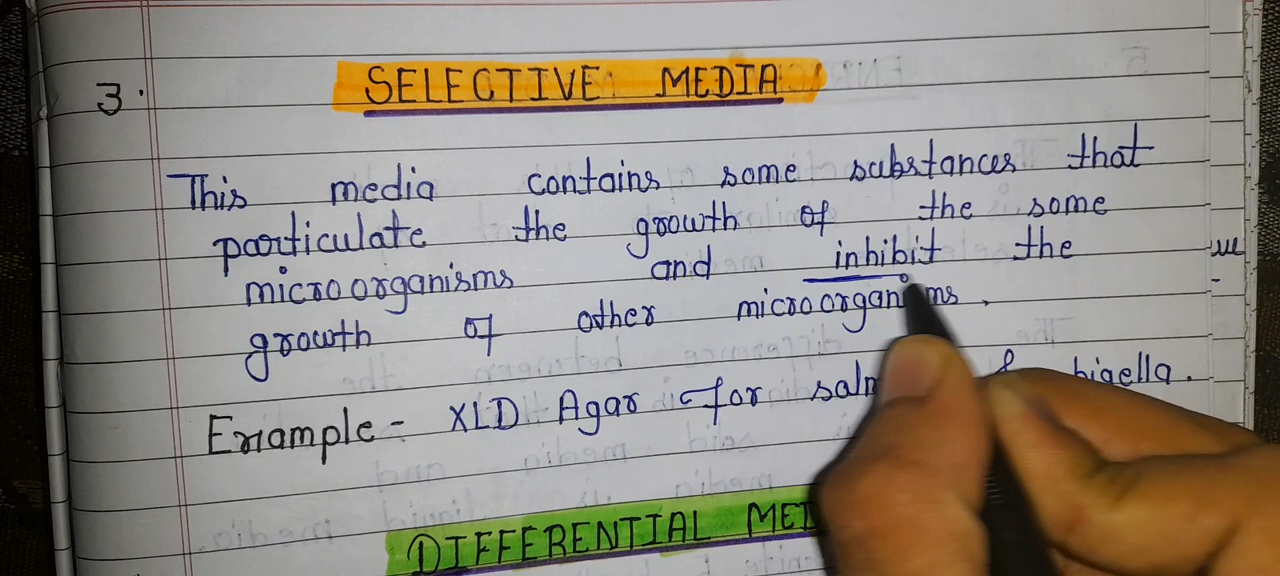 3.
SELECTIVE MEDIA
This media contains some substances that
particulate the growth of the some
microorganisms and inhibit the
growth of other microorganisms.
Example - XLD Agar for
DIFFERENTIAL